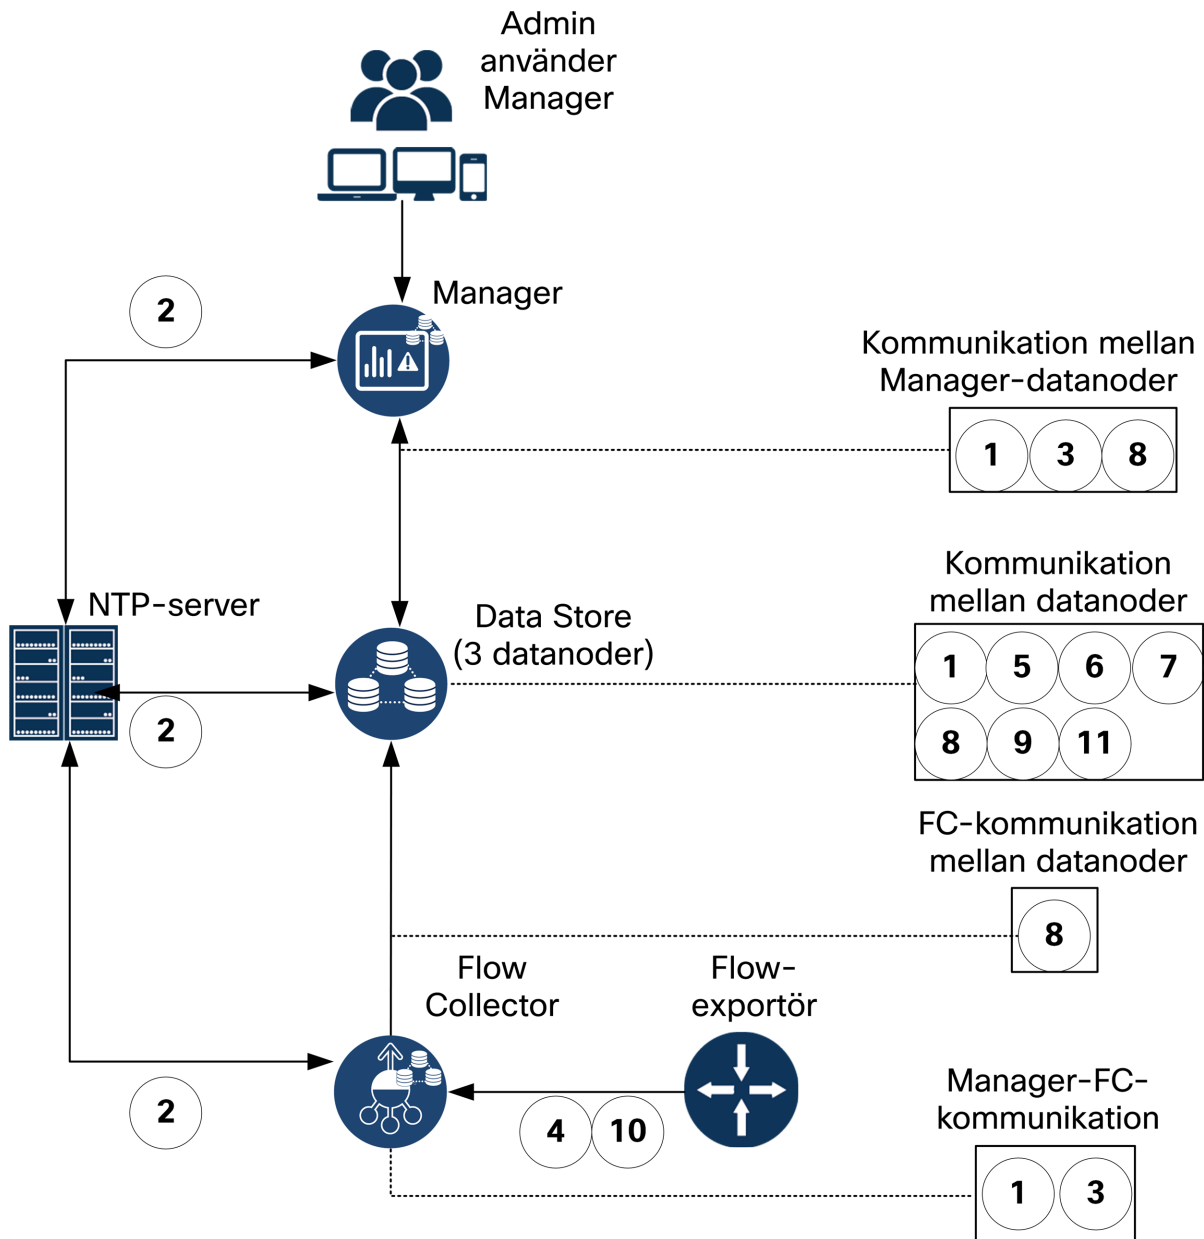 Admin
använder
Manager
Manager
2
Kommunikation mellan
Manager-datanoder
1 3 8
NTP-server
Data Store
(3 datanoder)
2
Kommunikation
mellan datanoder
1 5 6 7
8 9 11
FC-kommunikation
mellan datanoder
8
Flow
Collector
Flow-
exportör
2
4 10
Manager-FC-
kommunikation
1 3